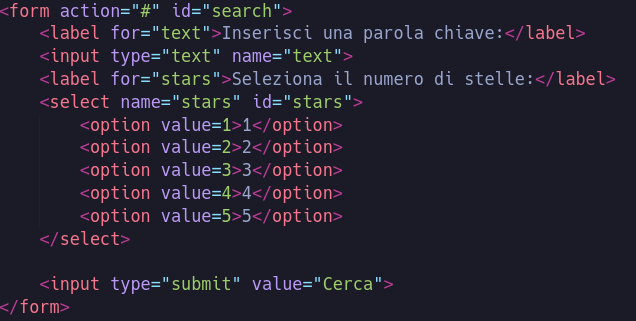 <form action="#" id="search">
    <label for="text">Inserisci una parola chiave:</label>
    <input type="text" name="text">
    <label for="stars">Seleziona il numero di stelle:</label>
    <select name="stars" id="stars">
        <option value=1>1</option>
        <option value=2>2</option>
        <option value=3>3</option>
        <option value=4>4</option>
        <option value=5>5</option>
    </select>
    <input type="submit" value="Cerca">
</form>